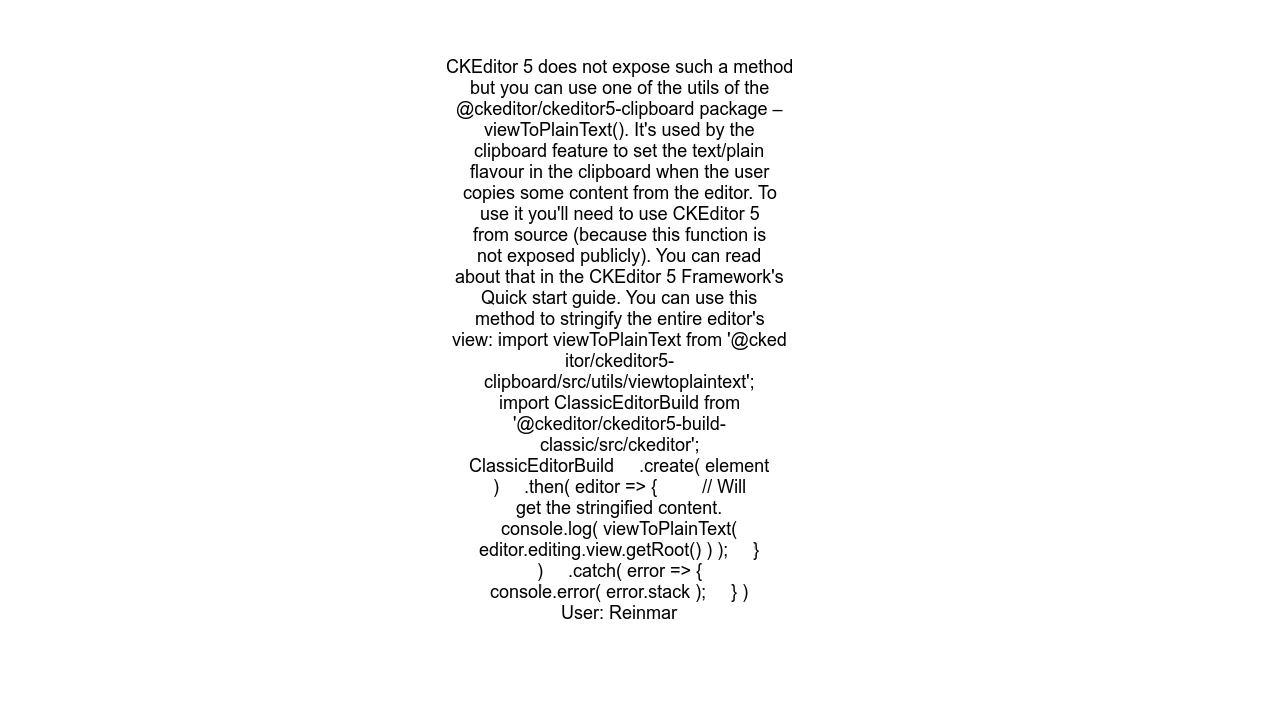 CKEditor 5 does not expose such a method
but you can use one of the utils of the
@ckeditor/ckeditor5-clipboard package –
viewToPlainText(). It's used by the
clipboard feature to set the text/plain
flavour in the clipboard when the user
copies some content from the editor. To
use it you'll need to use CKEditor 5
from source (because this function is
not exposed publicly). You can read
about that in the CKEditor 5 Framework's
Quick start guide. You can use this
method to stringify the entire editor's
view: import viewToPlainText from '@cked
itor/ckeditor5-
clipboard/src/utils/viewtoplaintext';
import ClassicEditorBuild from
'@ckeditor/ckeditor5-build-
classic/src/ckeditor';
ClassicEditorBuild     .create( element
)     .then( editor => {         // Will
get the stringified content.
console.log( viewToPlainText(
editor.editing.view.getRoot() ) );     }
)     .catch( error => {
console.error( error.stack );     } )
User: Reinmar